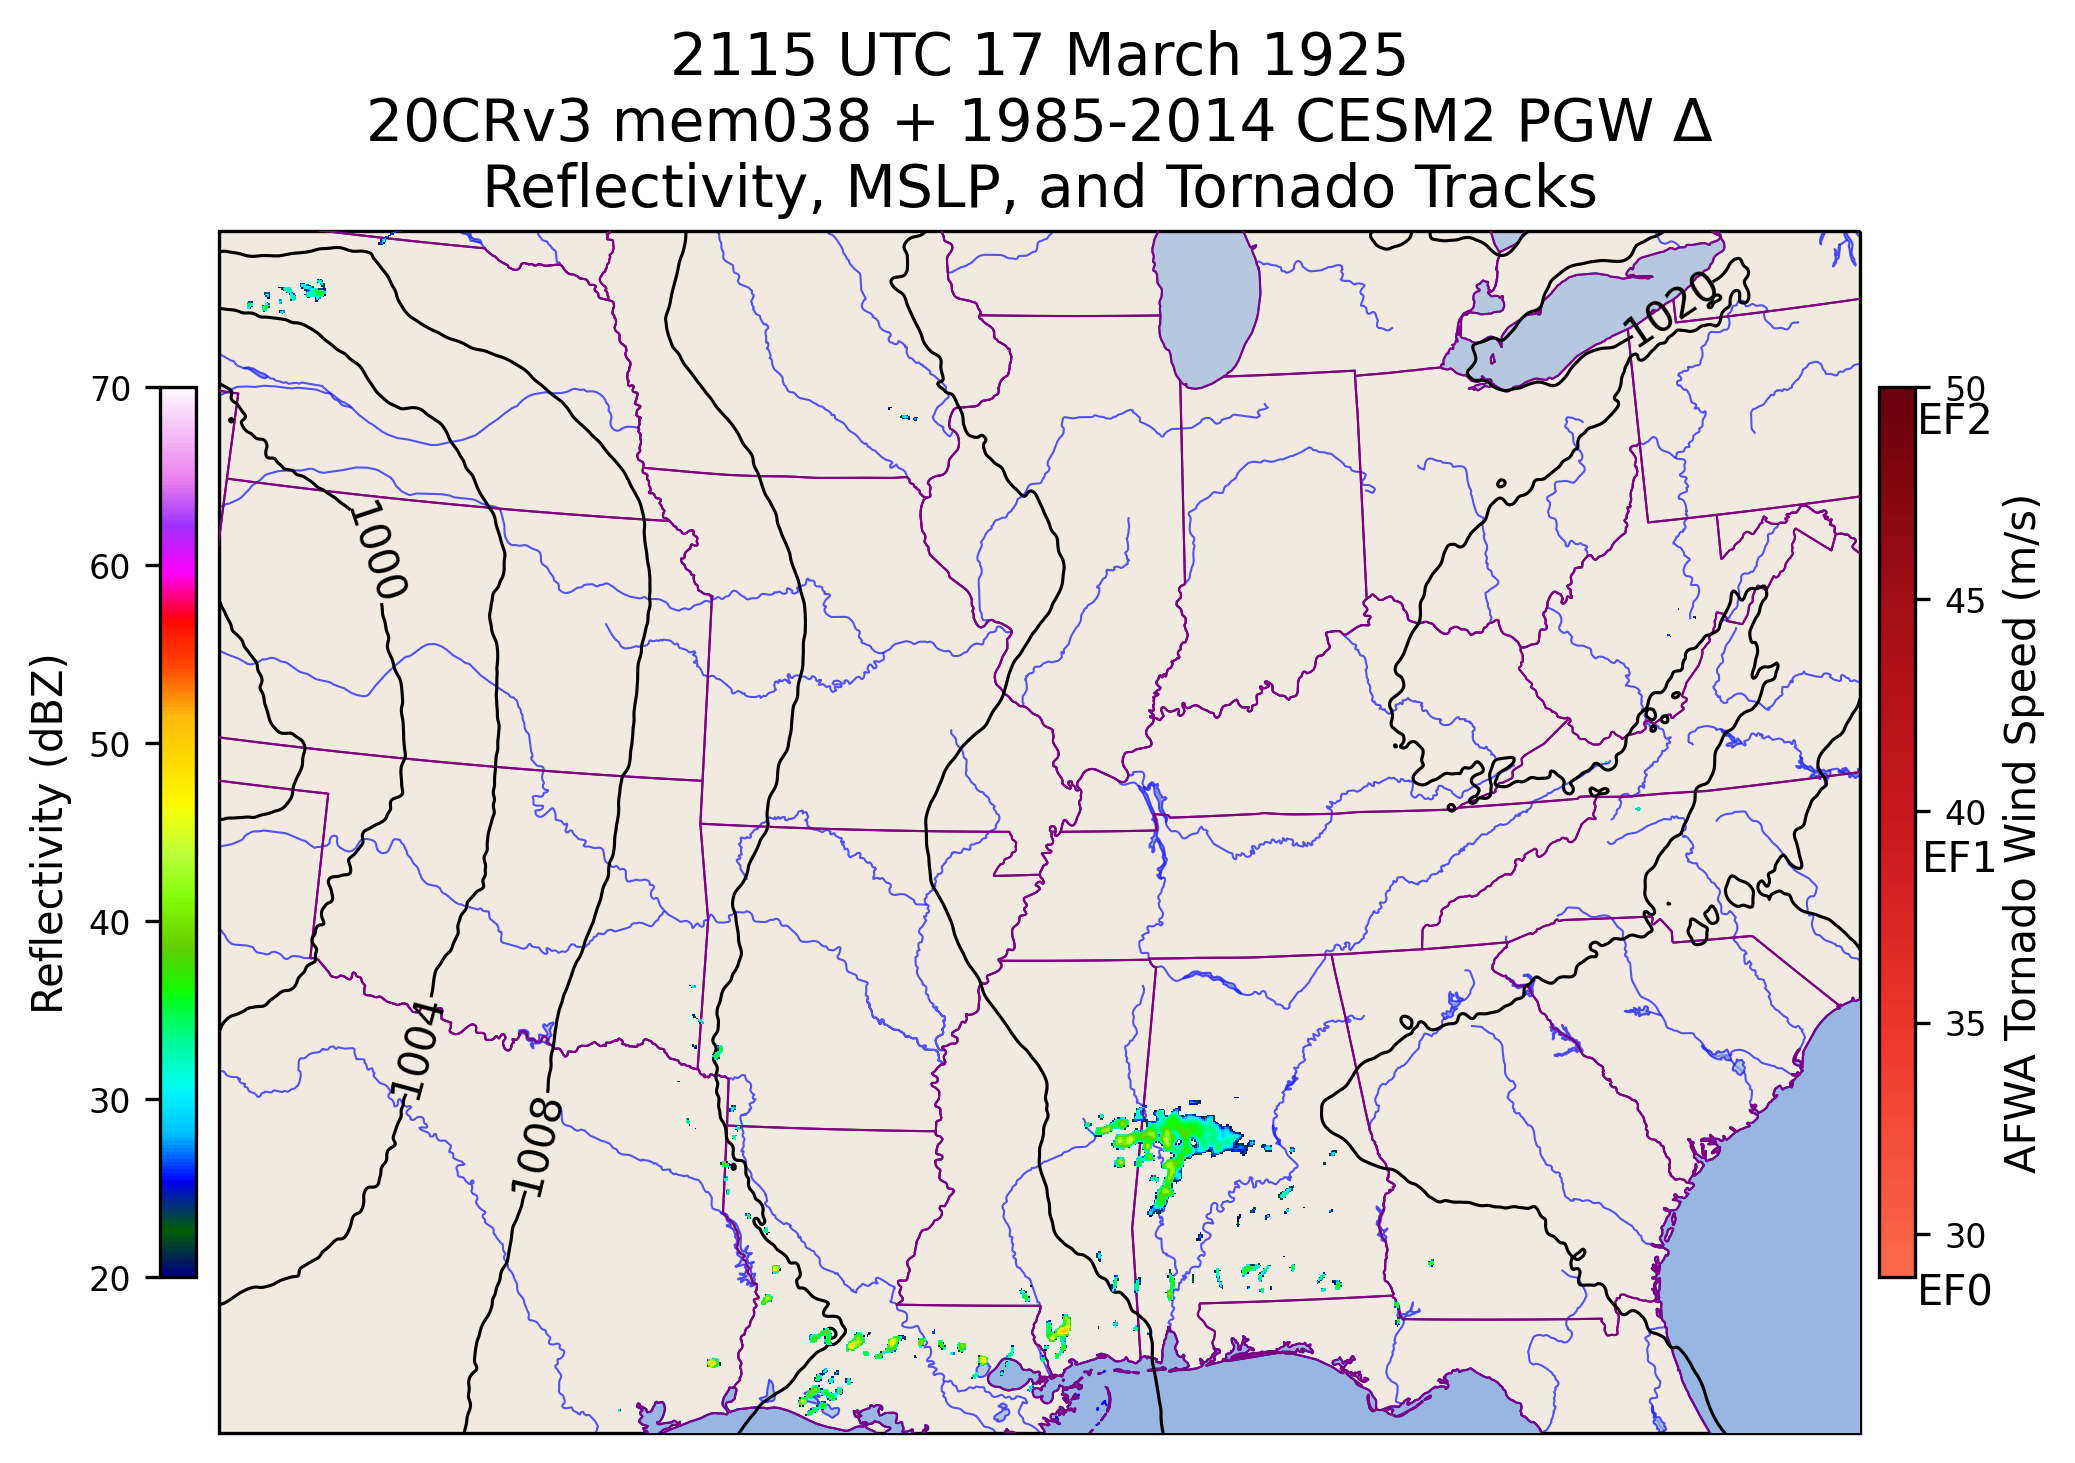 2115 UTC 17 March 1925
20CRv3 mem038 + 1985-2014 CESM2 PGW Δ
Reflectivity, MSLP, and Tornado Tracks
70
60
50
40
30
20
Reflectivity (dBZ)
1020
1000
1004
1008
50
EF2
45
40
EF1
35
30
EF0
AFWA Tornado Wind Speed (m/s)